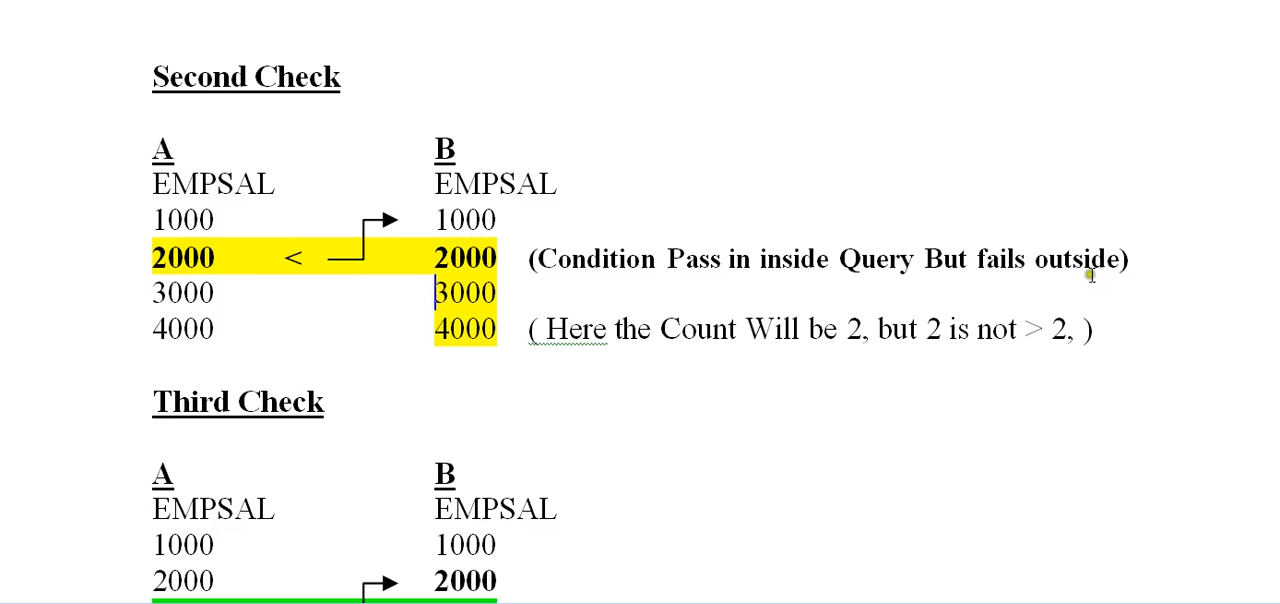 Second Check
A B
EMPSAL EMPSAL
1000 1000
2000 < 2000 (Condition Pass in inside Query But fails outside)
3000 3000
4000 4000 ( Here the Count Will be 2, but 2 is not > 2, )
Third Check
A B
EMPSAL EMPSAL
1000 1000
2000 2000